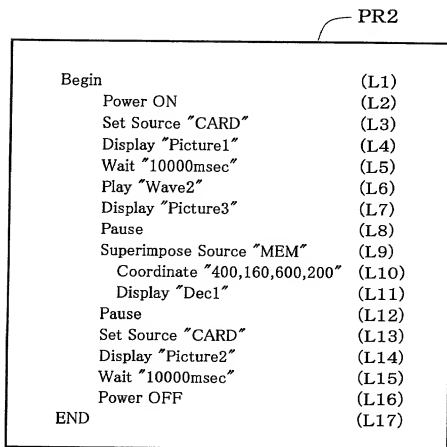 PR2
Begin (L1)
Power ON (L2)
Set Source "CARD" (L3)
Display "Picture1" (L4)
Wait "10000msec" (L5)
Play "Wave2" (L6)
Display "Picture3" (L7)
Pause (L8)
Superimpose Source "MEM" (L9)
Coordinate "400,160,600,200" (L10)
Display "Dec1" (L11)
Pause (L12)
Set Source "CARD" (L13)
Display "Picture2" (L14)
Wait "10000msec" (L15)
Power OFF (L16)
END (L17)